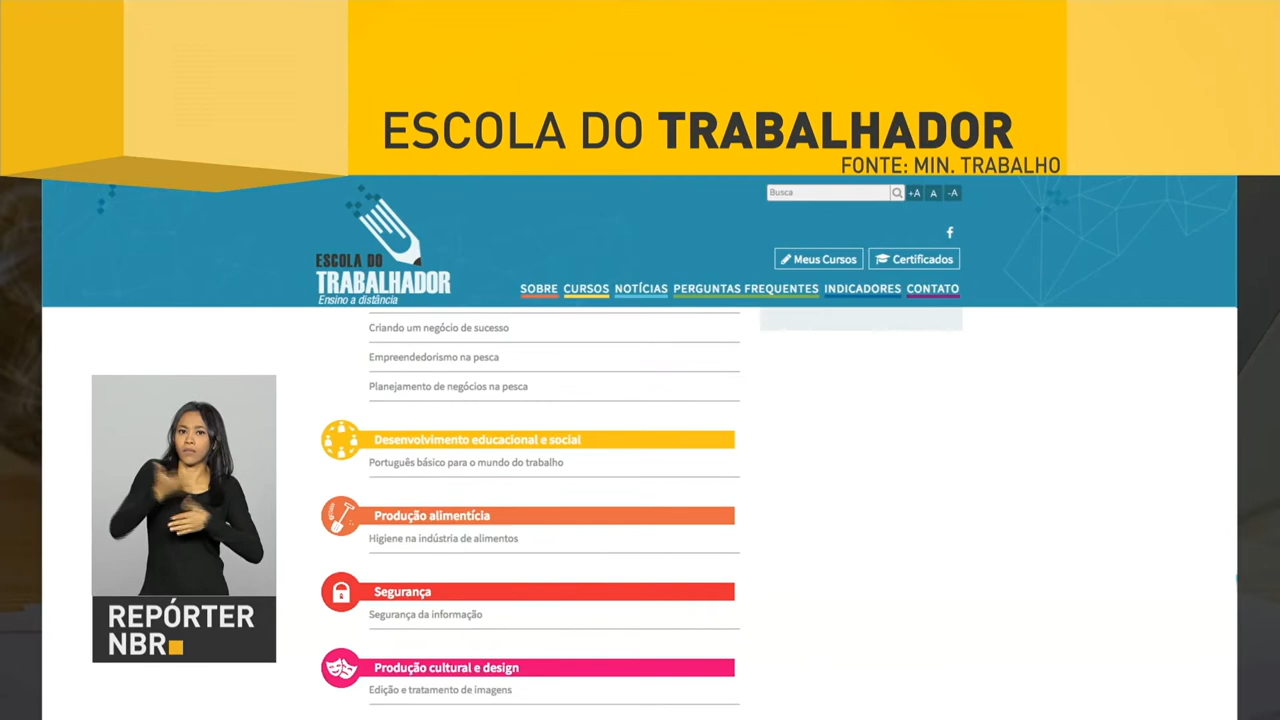 ESCOLA DO TRABALHADOR
FONTE: MIN. TRABALHO
Busca
+A A -A
ESCOLA DO
TRABALHADOR
Ensino a distância
f
Meus Cursos Certificados
SOBRE CURSOS NOTÍCIAS PERGUNTAS FREQUENTES INDICADORES CONTATO
Criando um negócio de sucesso
Empreendedorismo na pesca
Planejamento de negócios na pesca
Desenvolvimento educacional e social
Português básico para o mundo do trabalho
Produção alimentícia
Higiene na indústria de alimentos
Segurança
Segurança da informação
Produção cultural e design
Edição e tratamento de imagens
REPÓRTER
NBR